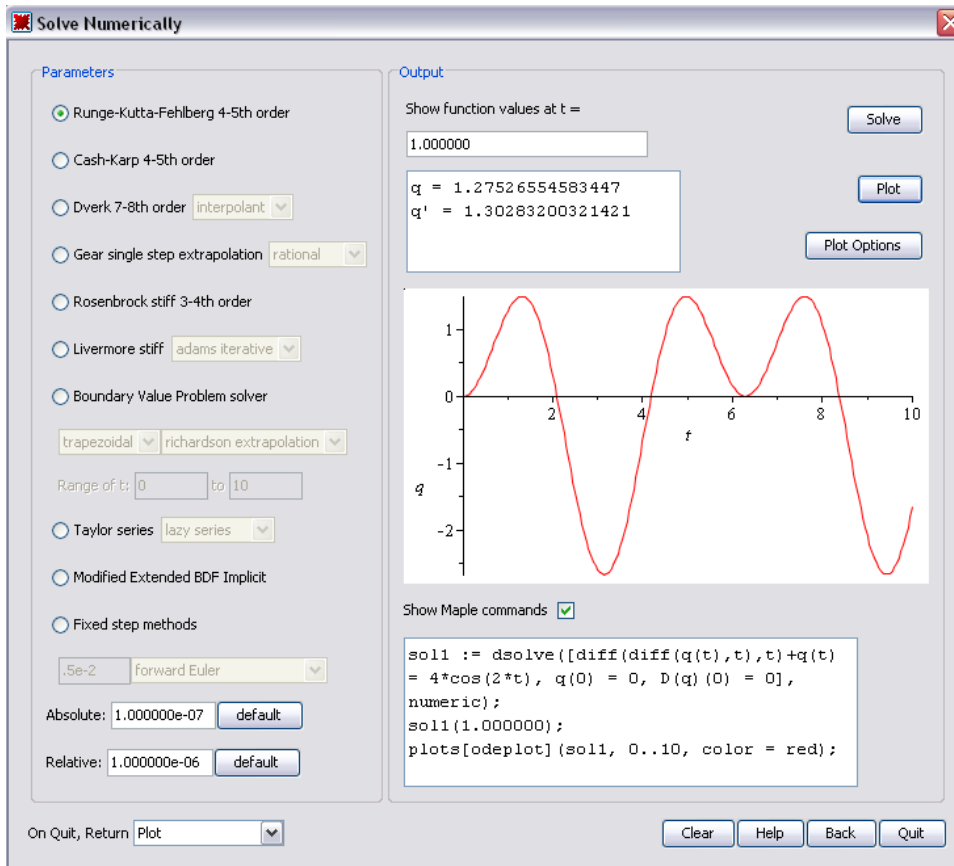 Solve Numerically
Parameters
Runge-Kutta-Fehlberg 4-5th order
Cash-Karp 4-5th order
Dverk 7-8th order interpolant
Gear single step extrapolation rational
Rosenbrock stiff 3-4th order
Livermore stiff adams iterative
Boundary Value Problem solver
trapezoidal richardson extrapolation
Range of t: 0 to 10
Taylor series lazy series
Modified Extended BDF Implicit
Fixed step methods
.5e-2 forward Euler
Absolute: 1.000000e-07 default
Relative: 1.000000e-06 default
Output
Show function values at t =
1.000000
Solve
q = 1.27526554583447
q' = 1.30283200321421
Plot
Plot Options
1
0
2 4 6 8 10
t
-1
q
-2
Show Maple commands
sol1 := dsolve([diff(diff(q(t),t),t)+q(t)
= 4*cos(2*t), q(0) = 0, D(q)(0) = 0],
numeric);
sol1(1.000000);
plots[odeplot](sol1, 0..10, color = red);
On Quit, Return Plot
Clear Help Back Quit